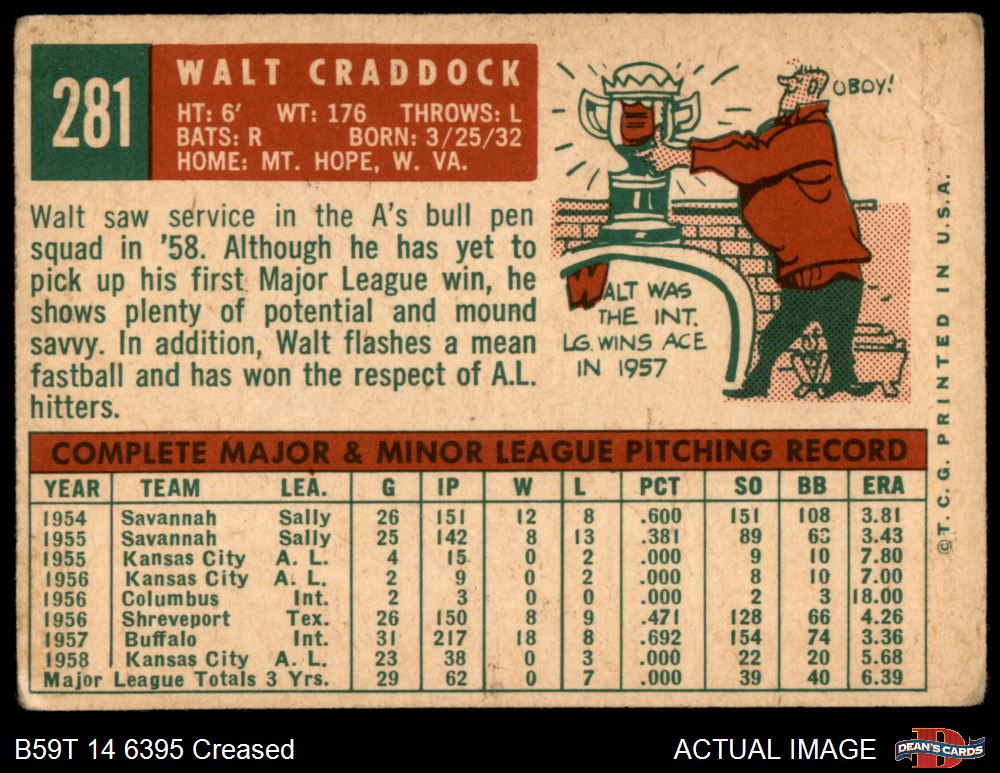 281
WALT CRADDOCK
HT: 6' WT: 176 THROWS: L
BATS: R BORN: 3/25/32
HOME: MT. HOPE, W. VA.
Walt saw service in the A's bull pen
squad in '58. Although he has yet to
pick up his first Major League win, he
shows plenty of potential and mound
savvy. In addition, Walt flashes a mean
fastball and has won the respect of A.L.
hitters.
OBOY!
WALT WAS
THE INT.
LG. WINS ACE
IN 1957
COMPLETE MAJOR & MINOR LEAGUE PITCHING RECORD
YEAR TEAM LEA. G IP W L PCT SO BB ERA
1954 Savannah Sally 26 151 12 8 .600 151 108 3.81
1955 Savannah Sally 25 142 8 13 .381 89 3.43
1955 Kansas City A. L. 4 15 0 2 .000 9 10 7.80
1956 Kansas City A. L. 2 9 0 2 .000 8 10 7.00
1956 Columbus Int. 2 3 0 0 .000 2 3 18.00
1956 Shreveport Tex. 26 150 8 9 .471 128 66 4.26
1957 Buffalo Int. 31 217 18 8 .692 154 74 3.36
1958 Kansas City A. L. 23 38 0 3 .000 22 20 5.68
Major League Totals 3 Yrs. 29 62 0 7 .000 39 40 6.39
© T. C. G. PRINTED IN U.S.A.
B59T 14 6395 Creased
ACTUAL IMAGE
DEAN'S CARDS